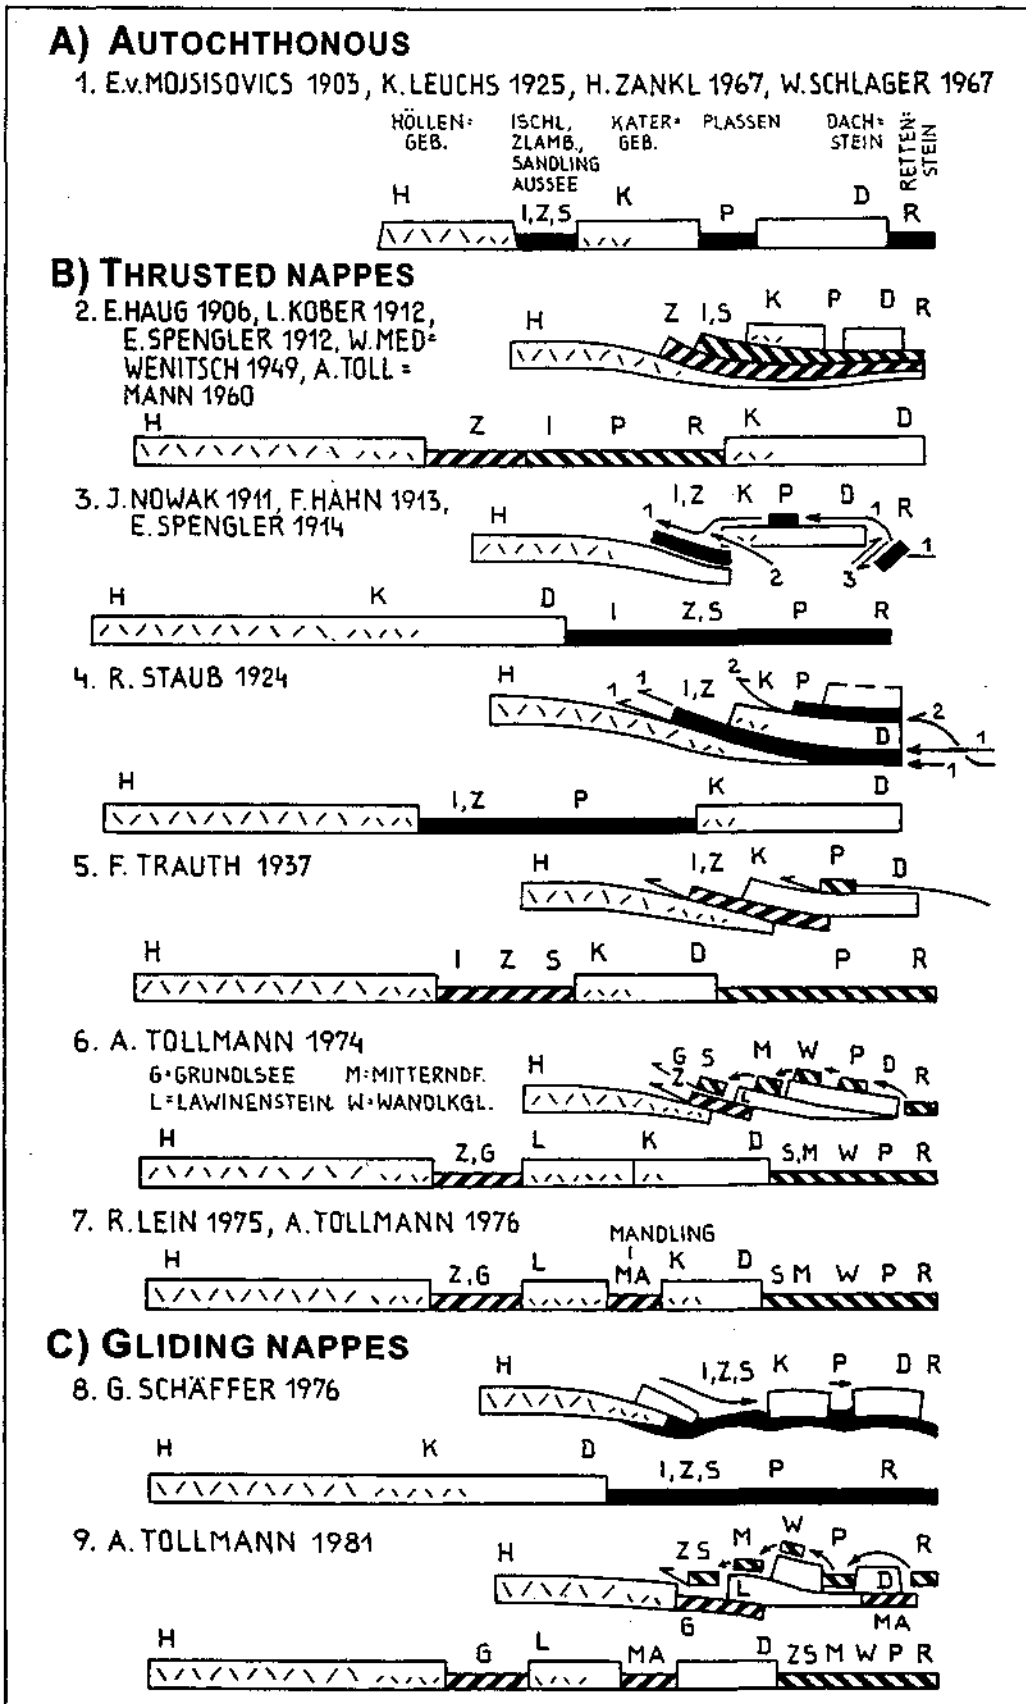 A) AUTOCHTHONOUS
1. E.v.MOJSISOVICS 1903, K.LEUCHS 1925, H.ZANKL 1967, W.SCHLAGER 1967
HÖLLEN= ISCHL, KATER= PLASSEN DACH= RETTEN=
GEB. ZLAMB., GEB. STEIN STEIN
SANDLING
AUSSEE
H I,Z,S K P D R
B) THRUSTED NAPPES
2. E.HAUG 1906, L.KOBER 1912,
E.SPENGLER 1912, W.MED=
WENITSCH 1949, A.TOLL=
MANN 1960
H Z I,S K P D R
H Z I P R K D
3. J.NOWAK 1911, F.HAHN 1913,
E.SPENGLER 1914
H 1 I,Z K P D 1 R
2 3 1
H K D I Z,S P R
4. R. STAUB 1924
H 1 1 I,Z 2 K P
D 2 1
1
H I,Z P K D
5. F. TRAUTH 1937
H I,Z K P D
H I Z S K D P R
6. A. TOLLMANN 1974
G=GRUNDLSEE M=MITTERNDF.
L=LAWINENSTEIN W=WANDLKGL.
H G S M W P D R
Z L
H Z,G L K D S,M W P R
7. R.LEIN 1975, A.TOLLMANN 1976
MANDLING
H Z,G L MA K D S M W P R
C) GLIDING NAPPES
8. G. SCHÄFFER 1976
H I,Z,S K P D R
H K D I,Z,S P R
9. A. TOLLMANN 1981
H Z S M W P R
L D
G MA
H G L MA D ZS M W P R